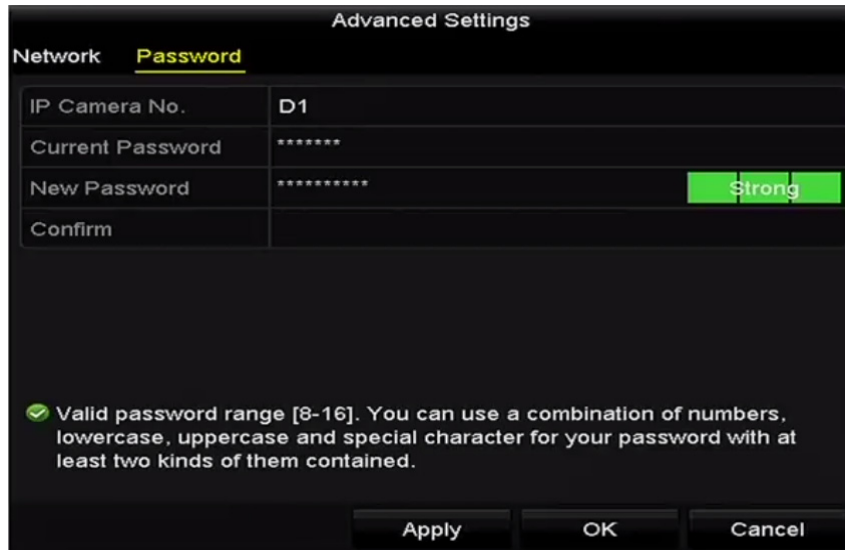 Advanced Settings
Network Password
IP Camera No. D1
Current Password *******
New Password ********** Strong
Confirm
Valid password range [8-16]. You can use a combination of numbers,
lowercase, uppercase and special character for your password with at
least two kinds of them contained.
Apply OK Cancel